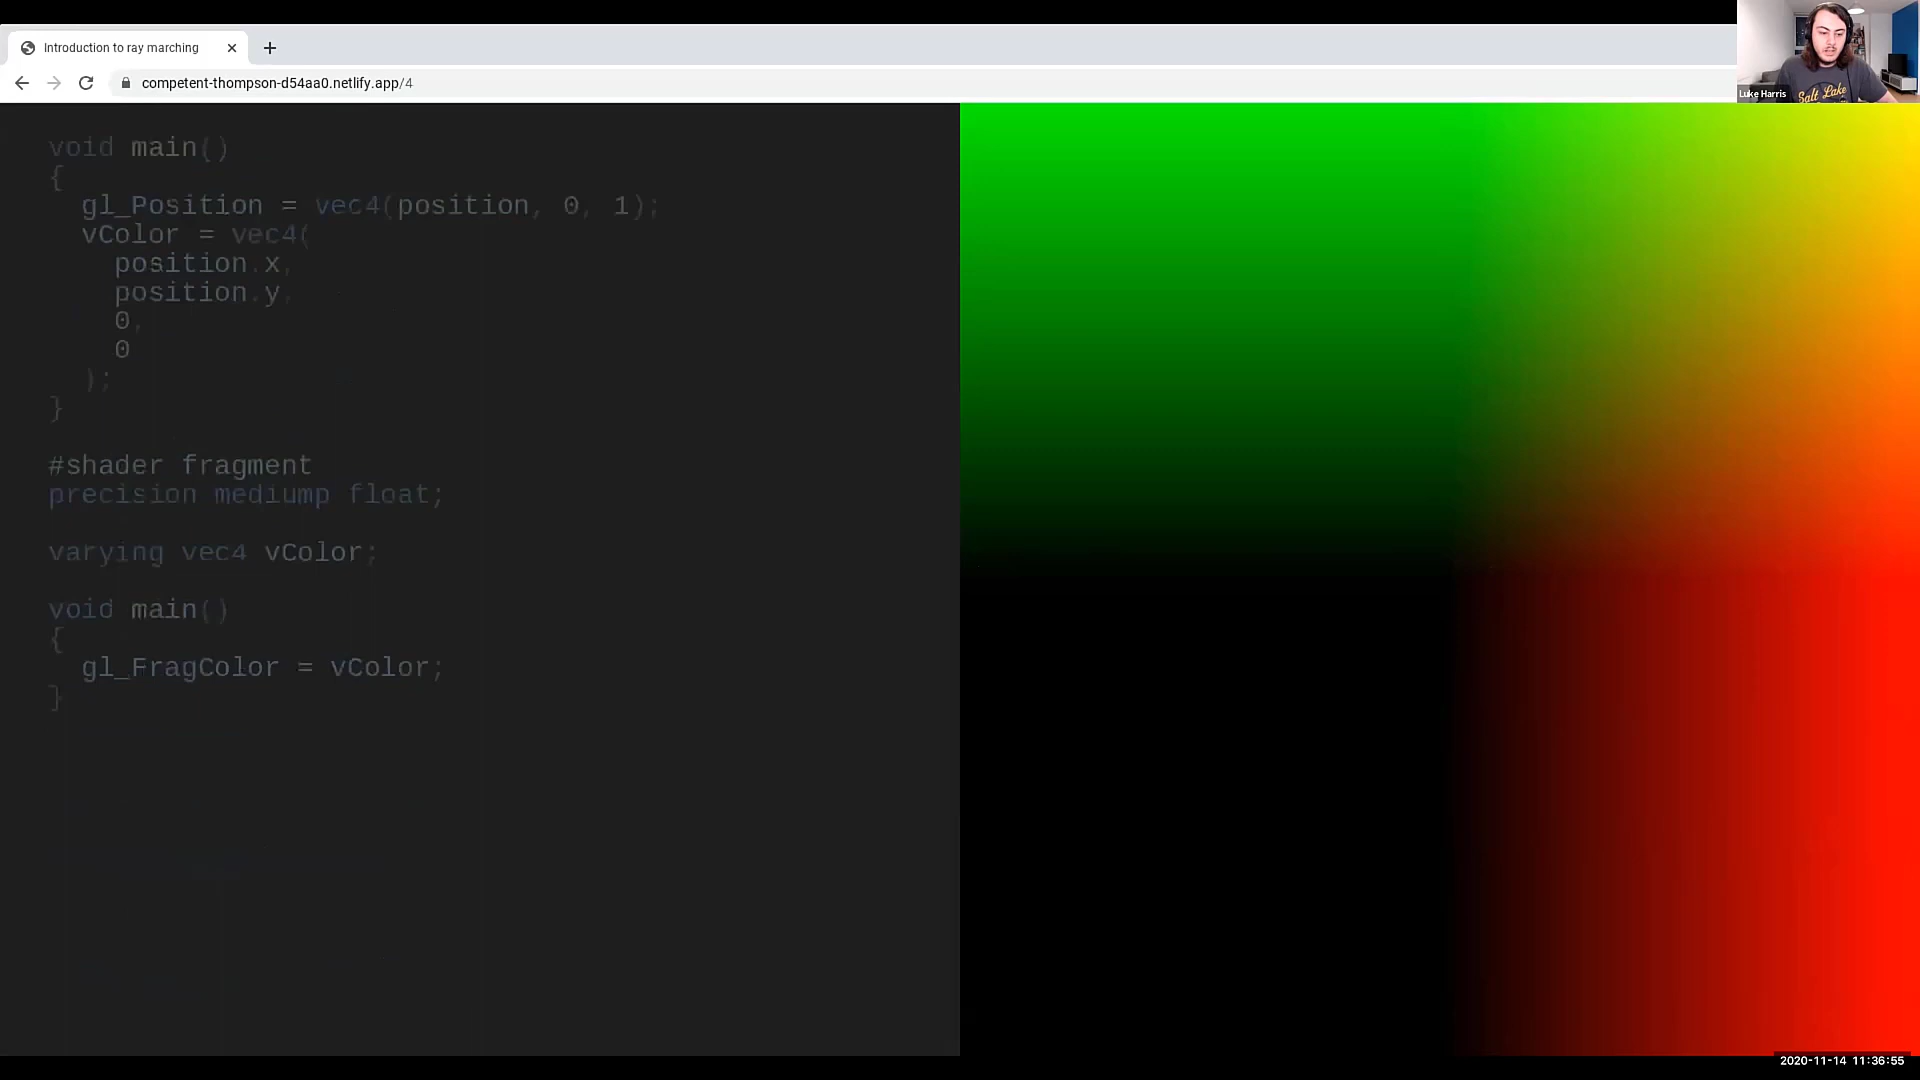 Introduction to ray marching
competent-thompson-d54aa0.netlify.app/4
Luke Harris
Salt Lake
void main()
{
gl_Position = vec4(position, 0, 1);
vColor = vec4(
position.x,
position.y,
0,
0
);
}
#shader fragment
precision mediump float;
varying vec4 vColor;
void main()
{
gl_FragColor = vColor;
}
2020-11-14 11:36:55